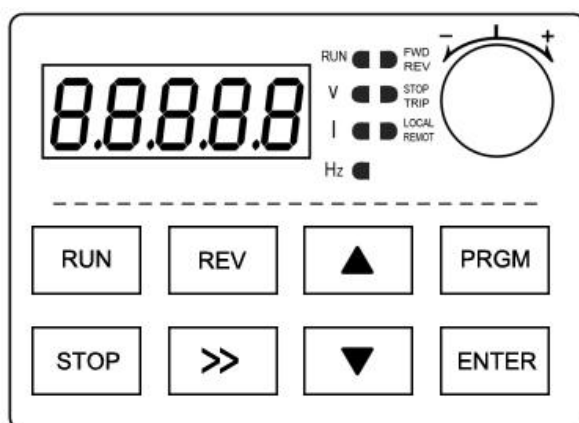 8.8.8.8.8
RUN FWD REV
V STOP TRIP
I LOCAL REMOT
Hz
− +
RUN REV ▲ PRGM
STOP >> ▼ ENTER